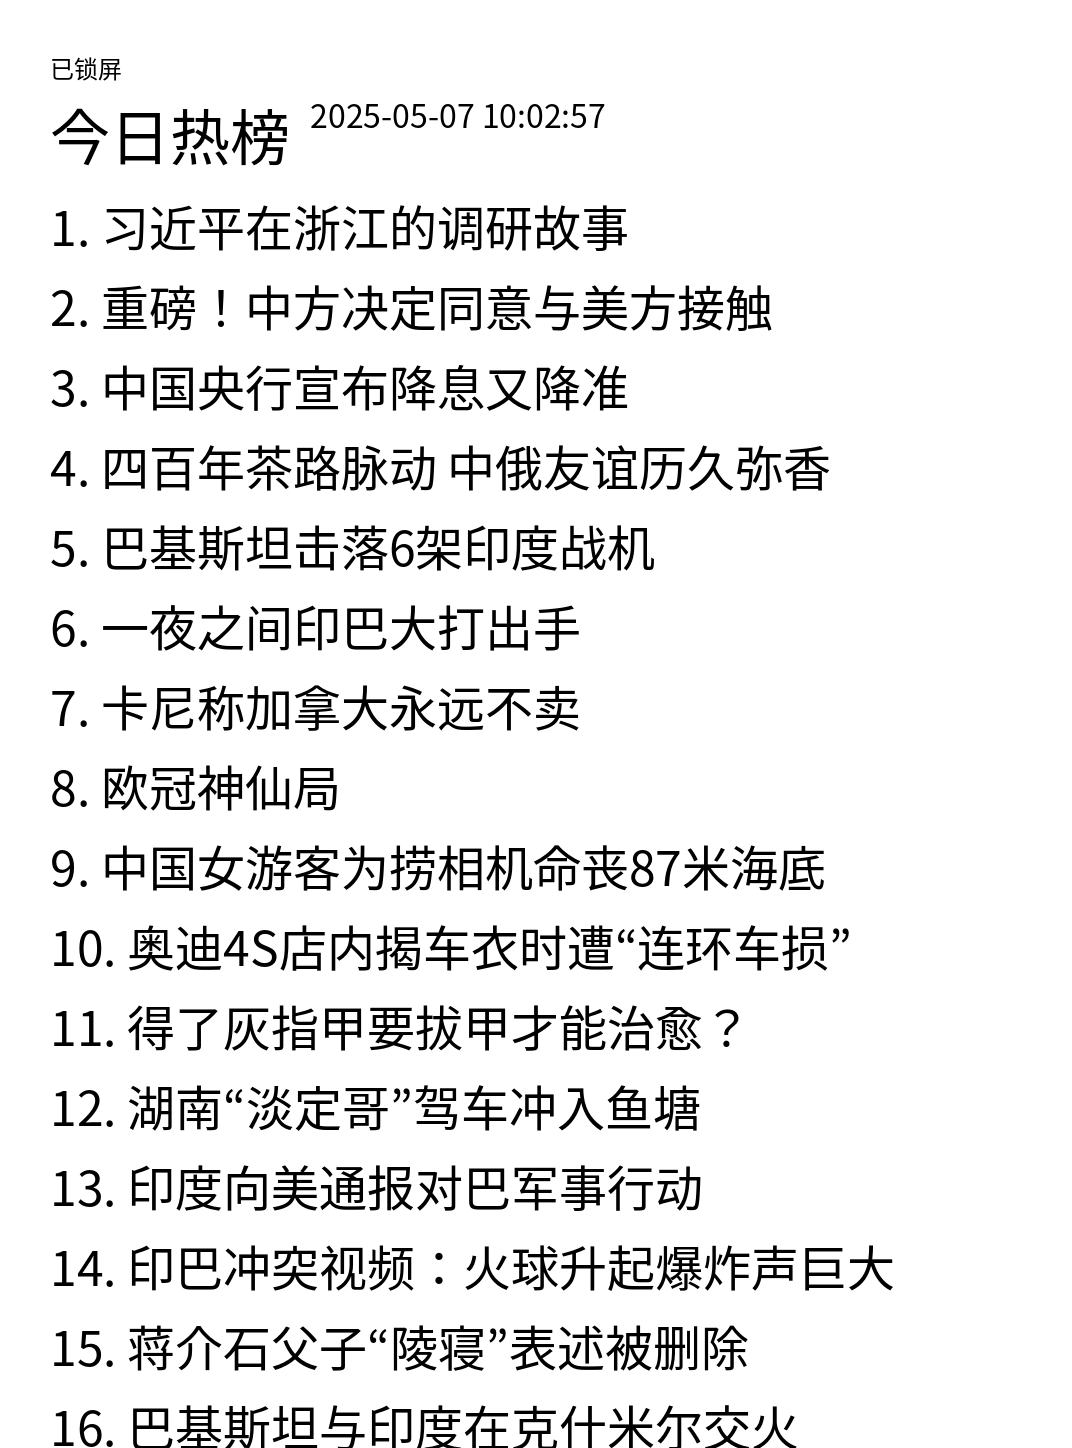 已锁屏
今日热榜 2025-05-07 10:02:57
1. 习近平在浙江的调研故事
2. 重磅！中方决定同意与美方接触
3. 中国央行宣布降息又降准
4. 四百年茶路脉动 中俄友谊历久弥香
5. 巴基斯坦击落6架印度战机
6. 一夜之间印巴大打出手
7. 卡尼称加拿大永远不卖
8. 欧冠神仙局
9. 中国女游客为捞相机命丧87米海底
10. 奥迪4S店内揭车衣时遭“连环车损”
11. 得了灰指甲要拔甲才能治愈？
12. 湖南“淡定哥”驾车冲入鱼塘
13. 印度向美通报对巴军事行动
14. 印巴冲突视频：火球升起爆炸声巨大
15. 蒋介石父子“陵寝”表述被删除
16. 巴基斯坦与印度在克什米尔交火